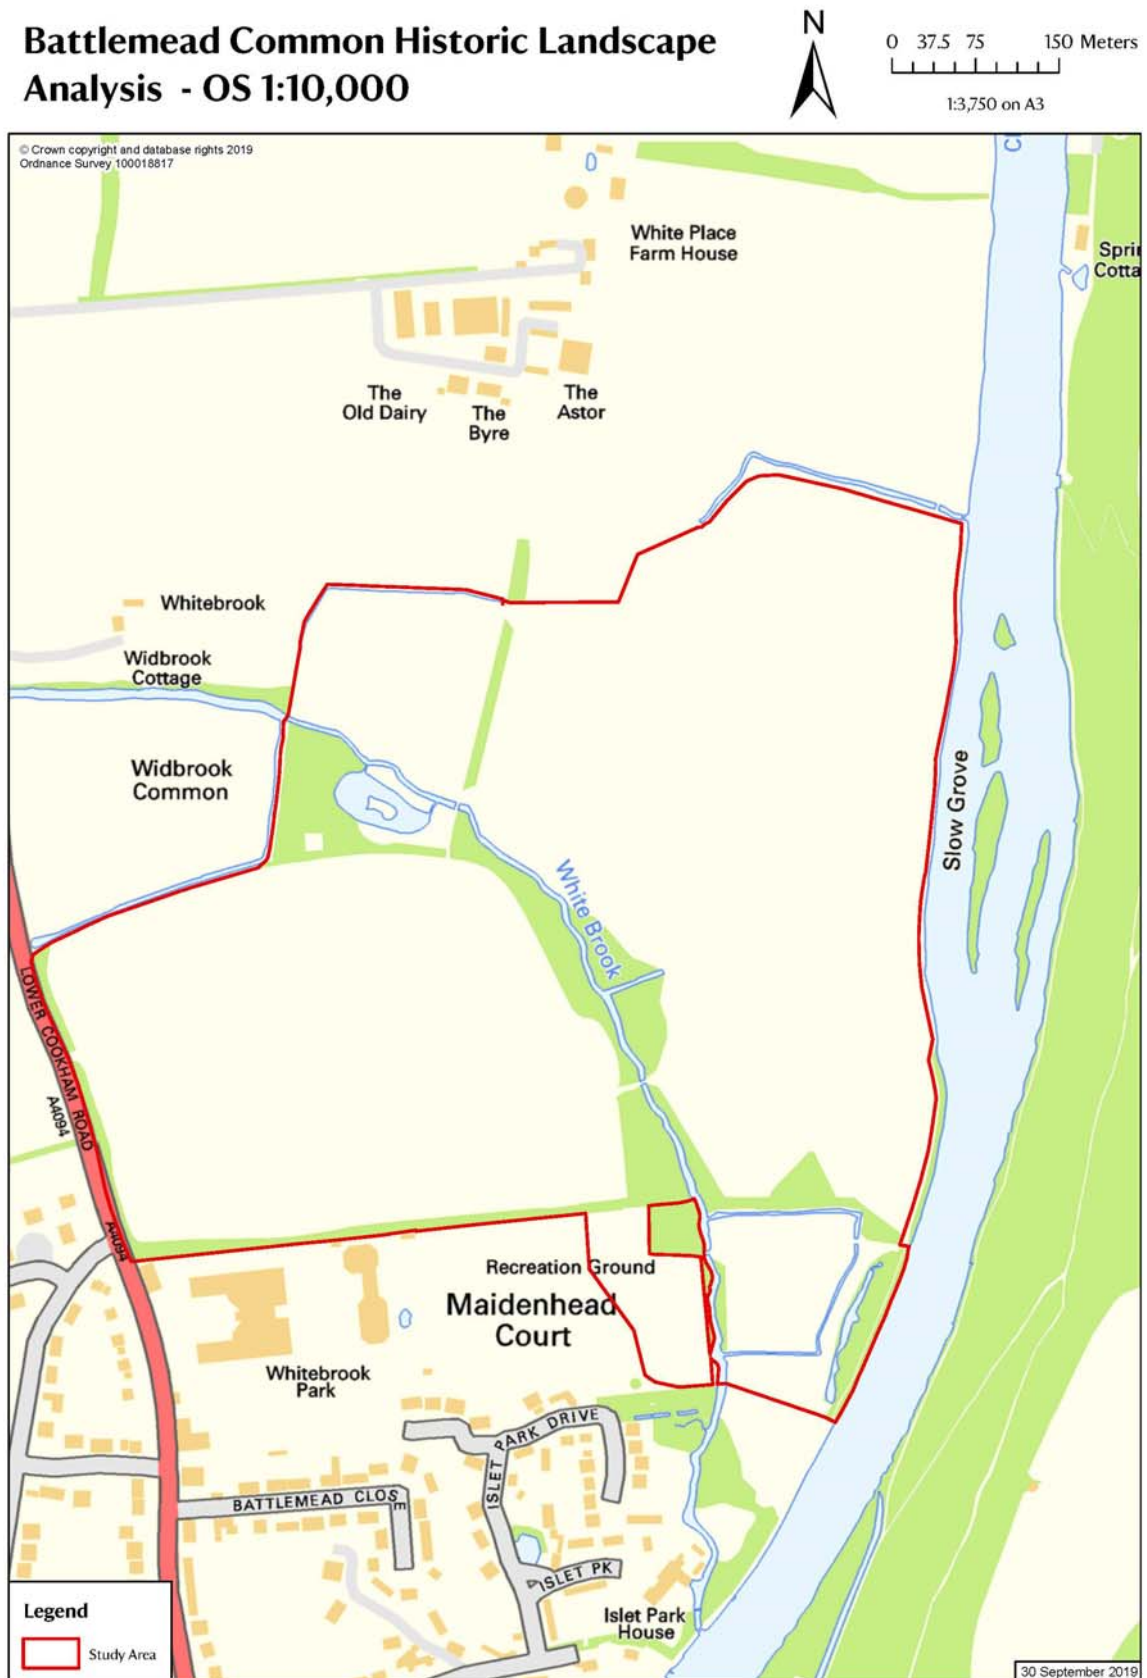 Battlemead Common Historic Landscape
Analysis - OS 1:10,000
N
0 37.5 75 150 Meters
1:3,750 on A3
© Crown copyright and database rights 2019
Ordnance Survey 100018817
White Place
Farm House
Cotta
The
Old Dairy
The
Byre
The
Astor
Whitebrook
Widbrook
Cottage
Widbrook
Common
Slow Grove
White Brook
LOWER COOKHAM ROAD
A4094
A4094
Recreation Ground
Maidenhead
Court
Whitebrook
Park
ISLET PARK DRIVE
BATTLEMEAD CLOSE
ISLET PK
Islet Park
House
Legend
Study Area
30 September 2019